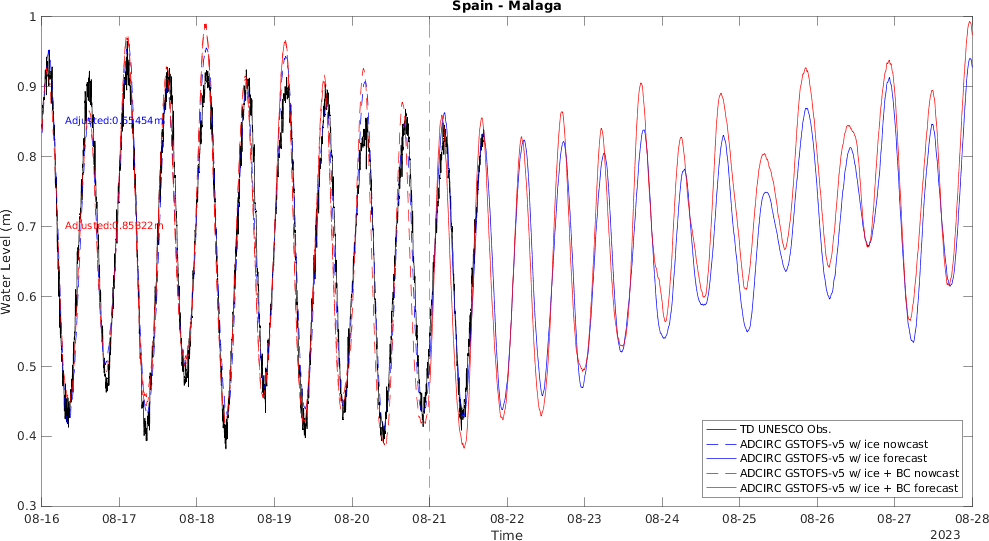 Spain - Malaga
1
0.9
0.8
0.7
0.6
0.5
0.4
0.3
Water Level (m)
Adjusted:0.65454m
Adjusted:0.85322m
TD UNESCO Obs.
ADCIRC GSTOFS-v5 w/ ice nowcast
ADCIRC GSTOFS-v5 w/ ice forecast
ADCIRC GSTOFS-v5 w/ ice + BC nowcast
ADCIRC GSTOFS-v5 w/ ice + BC forecast
08-16 08-17 08-18 08-19 08-20 08-21 08-22 08-23 08-24 08-25 08-26 08-27 08-28
Time
2023